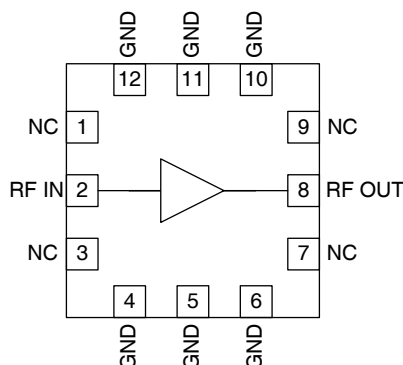 GND GND GND
12 11 10
NC 1 9 NC
RF IN 2 8 RF OUT
NC 3 7 NC
4 5 6
GND GND GND